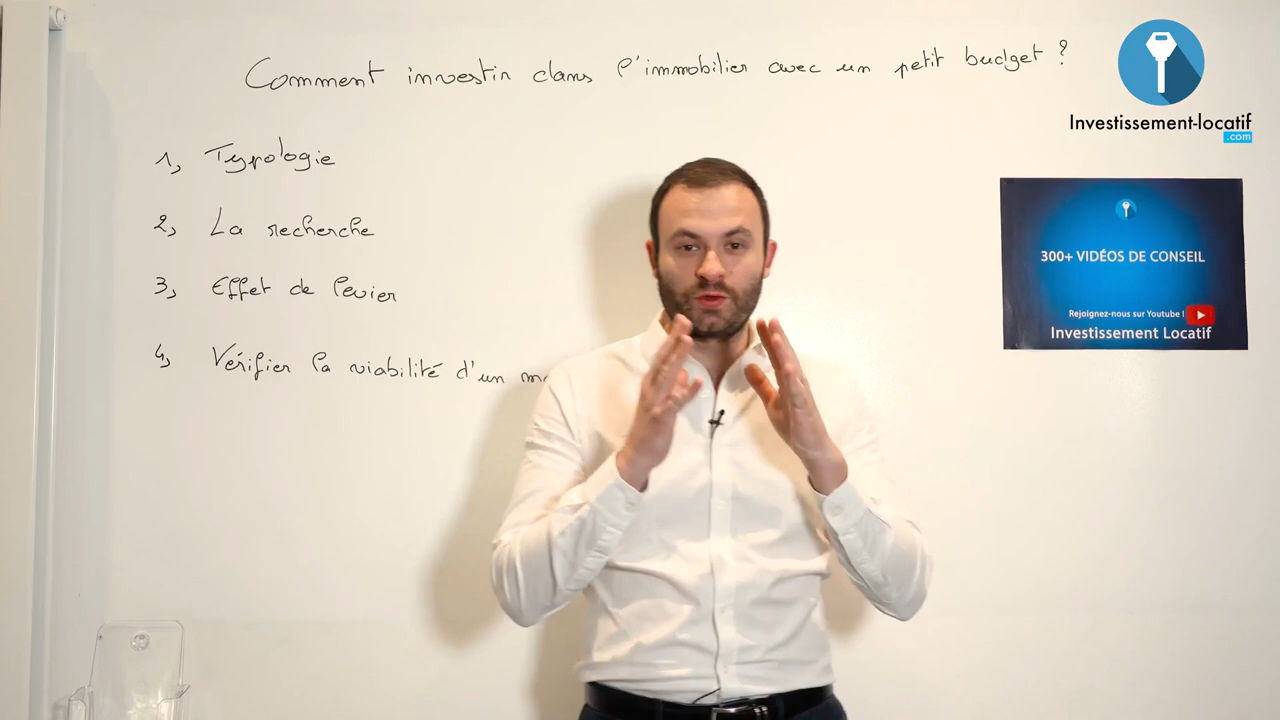 Comment investir dans l'immobilier avec un petit budget ?
1, Typologie
2, La recherche
3, Effet de levier
4, Vérifier la viabilité d'un
Investissement-locatif
.com
300+ VIDÉOS DE CONSEIL
Rejoignez-nous sur Youtube !
Investissement Locatif